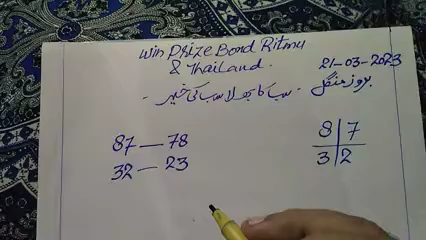 Win Prize Bond Ritmu
& Thailand.
21-03-2023
بروز منگل
سب کا بھلا سب کی خیر
87 — 78
32 — 23
8 | 7
3 | 2